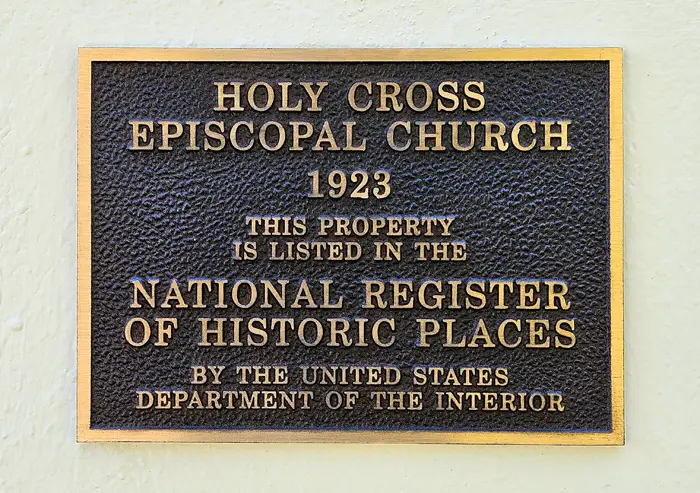 HOLY CROSS
EPISCOPAL CHURCH
1923
THIS PROPERTY
IS LISTED IN THE
NATIONAL REGISTER
OF HISTORIC PLACES
BY THE UNITED STATES
DEPARTMENT OF THE INTERIOR